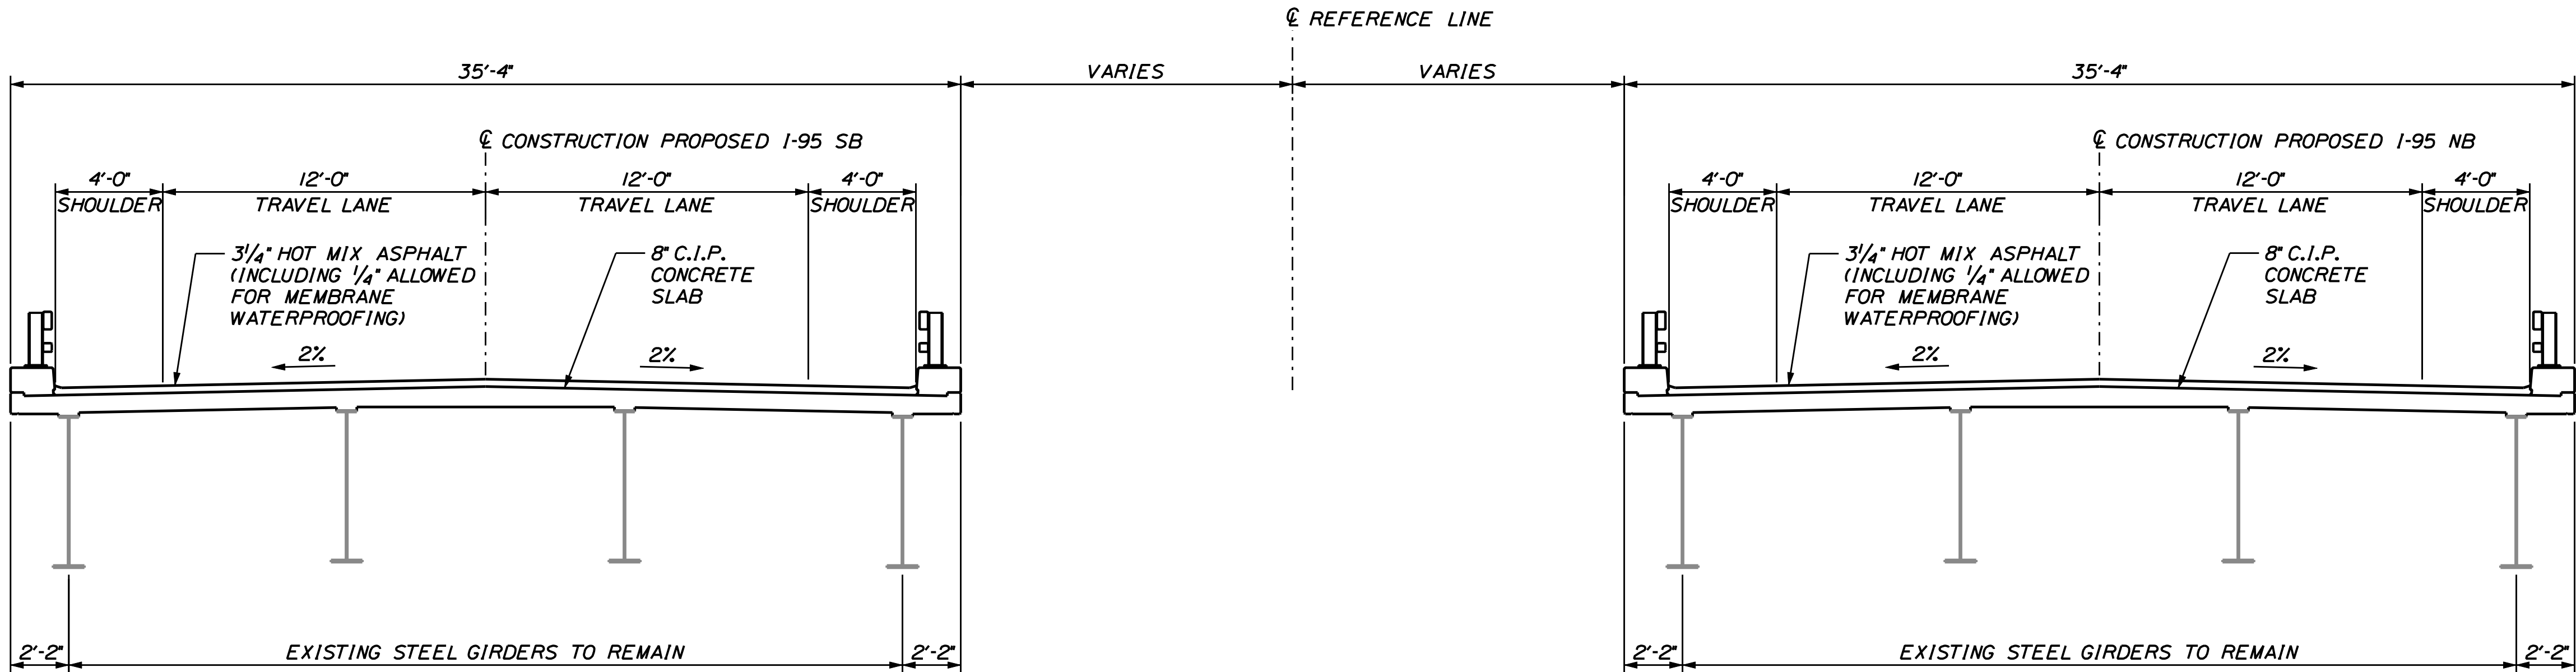 ℄ REFERENCE LINE
35'-4" VARIES VARIES 35'-4"
℄ CONSTRUCTION PROPOSED I-95 SB
℄ CONSTRUCTION PROPOSED I-95 NB
4'-0" 12'-0" 12'-0" 4'-0"
SHOULDER TRAVEL LANE TRAVEL LANE SHOULDER
4'-0" 12'-0" 12'-0" 4'-0"
SHOULDER TRAVEL LANE TRAVEL LANE SHOULDER
3 1/4" HOT MIX ASPHALT
(INCLUDING 1/4" ALLOWED
FOR MEMBRANE
WATERPROOFING)
8" C.I.P.
CONCRETE
SLAB
3 1/4" HOT MIX ASPHALT
(INCLUDING 1/4" ALLOWED
FOR MEMBRANE
WATERPROOFING)
8" C.I.P.
CONCRETE
SLAB
2% 2% 2% 2%
2'-2" EXISTING STEEL GIRDERS TO REMAIN 2'-2"
2'-2" EXISTING STEEL GIRDERS TO REMAIN 2'-2"